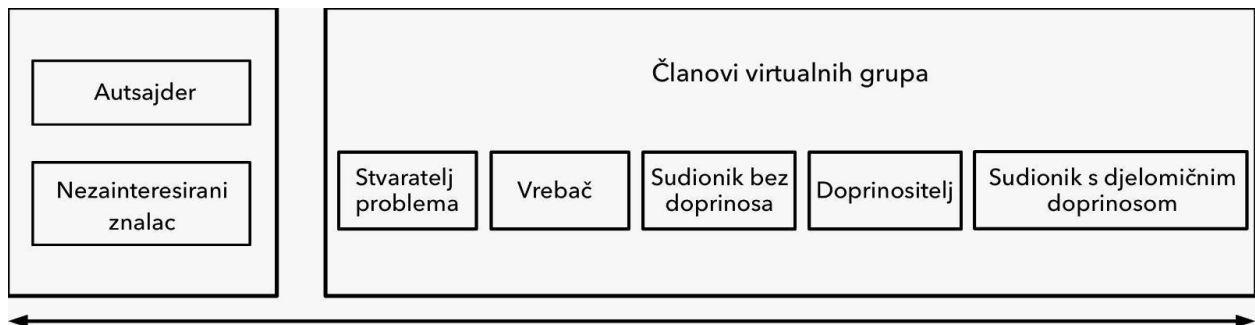 Autsajder
Nezainteresirani
znalac
Članovi virtualnih grupa
Stvaratelj
problema
Vrebač
Sudionik bez
doprinosa
Doprinositelj
Sudionik s djelomičnim
doprinosom